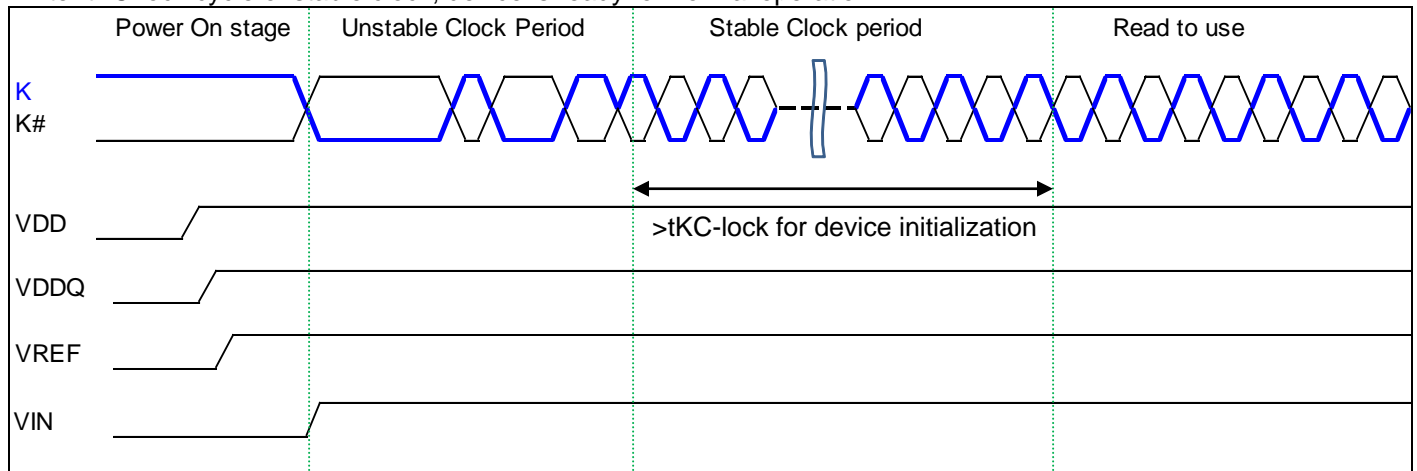 Power On stage Unstable Clock Period Stable Clock period Read to use
K
K#
VDD
>tKC-lock for device initialization
VDDQ
VREF
VIN